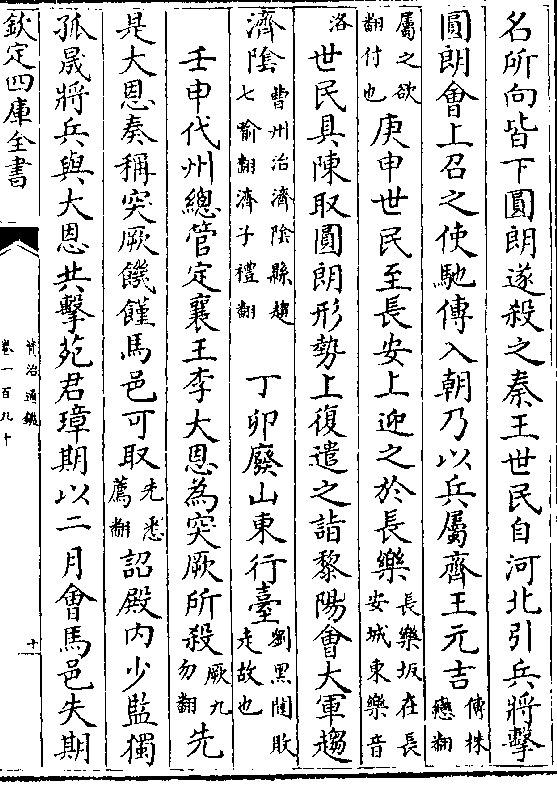 名所向皆下圓朗遂殺之秦王世民自河北引兵將擊
圓朗會上召之使馳傳入朝乃以兵屬齊王元吉傳株戀翻
屬之欲翻付也庚申世民至長安上迎之於長樂長樂坂在長安城東樂音
洛世民具陳取圓朗形勢上復遣之詣黎陽會大軍趨
濟陰曹州治濟陰縣趨七喻翻濟子禮翻丁卯廢山東行臺劉黑闥敗走故也
壬申代州總管定襄王李大恩為突厥所殺厥九勿翻先
是大恩奏稱突厥饑饉馬邑可取先悉薦翻詔殿内少監獨
孤晟將兵與大恩共擊苑君璋期以二月會馬邑失期
欽定四庫全書
資治通鑑
卷一百九十
十